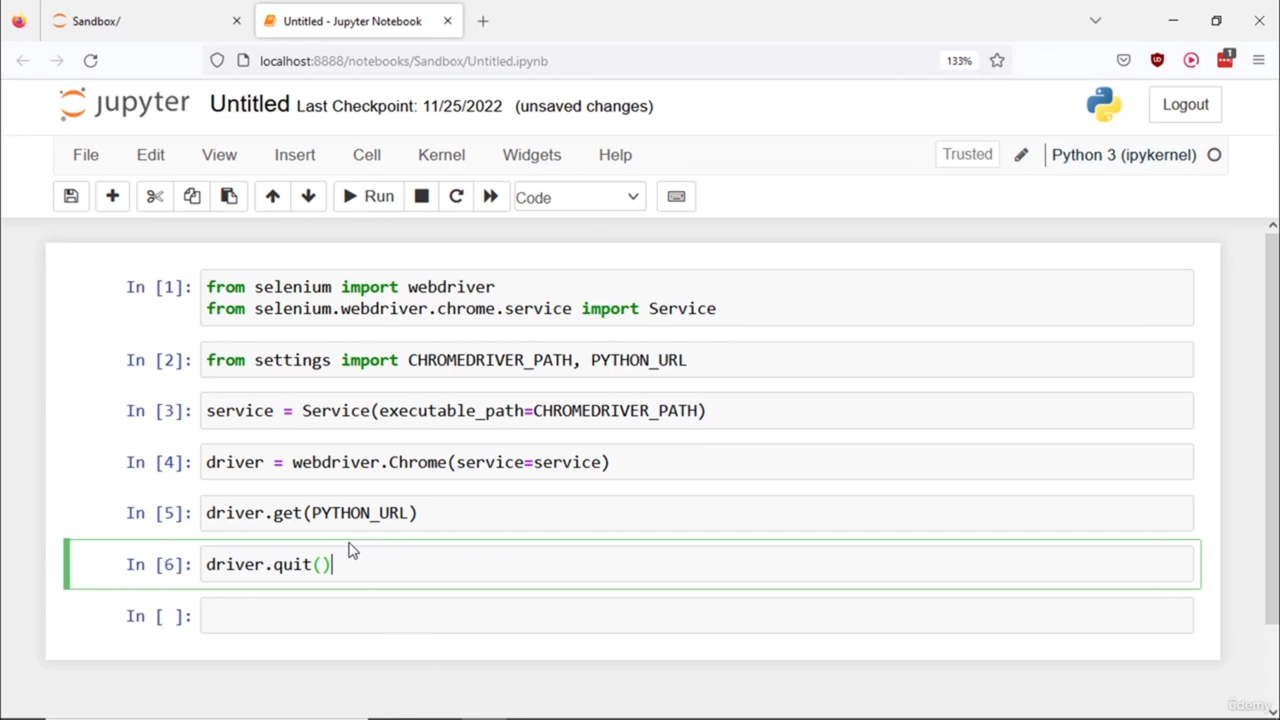 Sandbox/
Untitled - Jupyter Notebook
localhost:8888/notebooks/Sandbox/Untitled.ipynb
133%
1
jupyter Untitled Last Checkpoint: 11/25/2022 (unsaved changes)
Logout
File Edit View Insert Cell Kernel Widgets Help
Trusted
Python 3 (ipykernel)
Run
Code
In [1]: from selenium import webdriver
from selenium.webdriver.chrome.service import Service
In [2]: from settings import CHROMEDRIVER_PATH, PYTHON_URL
In [3]: service = Service(executable_path=CHROMEDRIVER_PATH)
In [4]: driver = webdriver.Chrome(service=service)
In [5]: driver.get(PYTHON_URL)
In [6]: driver.quit()
In [ ]:
ûdemy